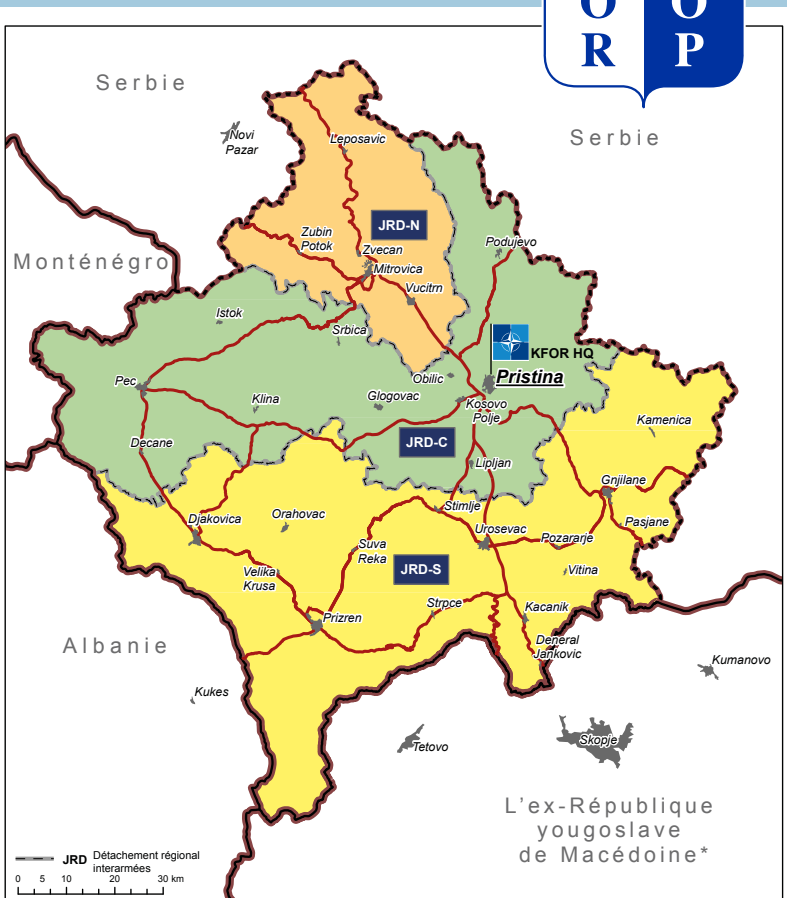 O O
R P
Serbie
Serbie
Novi
Pazar
Leposavic
JRD-N
Zubin
Potok
Zvecan
Podujevo
Monténégro
Mitrovica
Vucitrn
Istok
Srbica
KFOR HQ
Obilic
Pristina
Pec
Klina
Glogovac
Kosovo
Polje
Kamenica
Decane
JRD-C
Lipljan
Gnjilane
Djakovica
Orahovac
Stimlje
Pasjane
Urosevac
Pozararje
Suva
Reka
JRD-S
Velika
Krusa
Vitina
Strpce
Kacanik
Prizren
Deneral
Jankovic
Albanie
Kumanovo
Kukes
Tetovo
Skopje
L'ex-République
yougoslave
de Macédoine*
JRD Détachement régional
interarmées
0 5 10 20 30 km